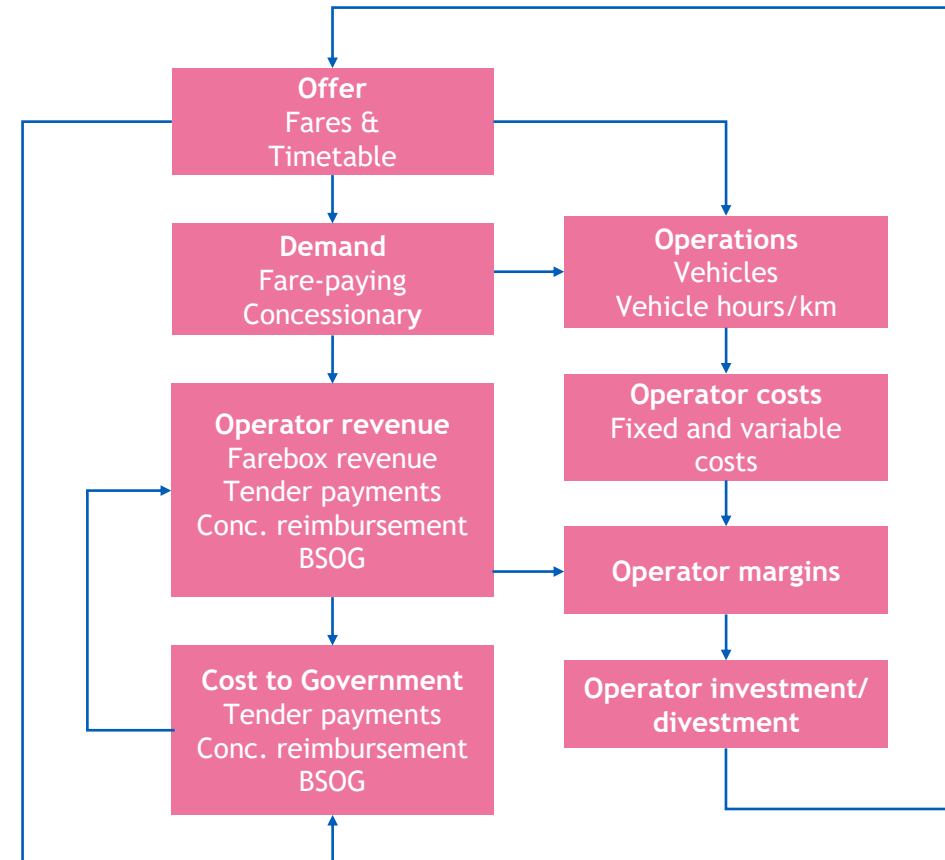 Offer
Fares &
Timetable
Demand
Fare-paying
Concessionary
Operations
Vehicles
Vehicle hours/km
Operator revenue
Farebox revenue
Tender payments
Conc. reimbursement
BSOG
Operator costs
Fixed and variable
costs
Operator margins
Cost to Government
Tender payments
Conc. reimbursement
BSOG
Operator investment/
divestment